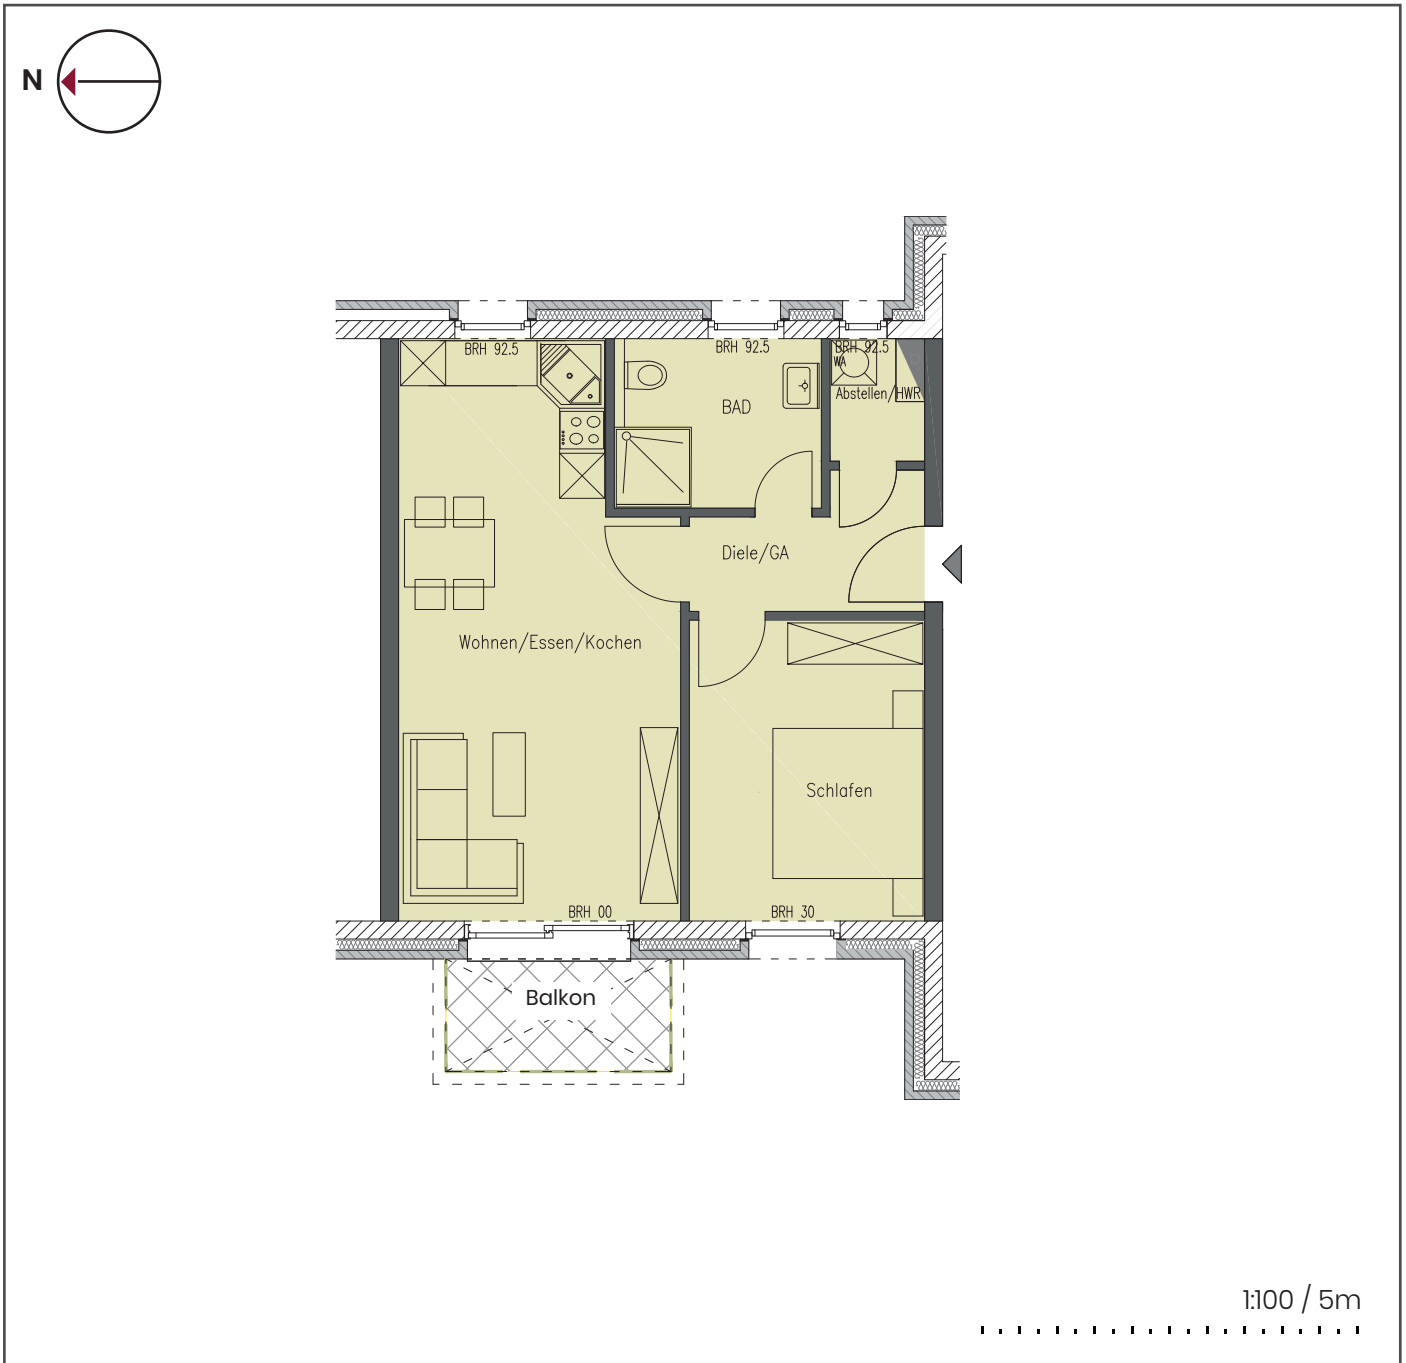 N
BRH 92.5
BRH 92.5
BRH 92.5
WA
Abstellen/HWR
BAD
Diele/GA
Wohnen/Essen/Kochen
Schlafen
BRH 00
BRH 30
Balkon
1:100 / 5m